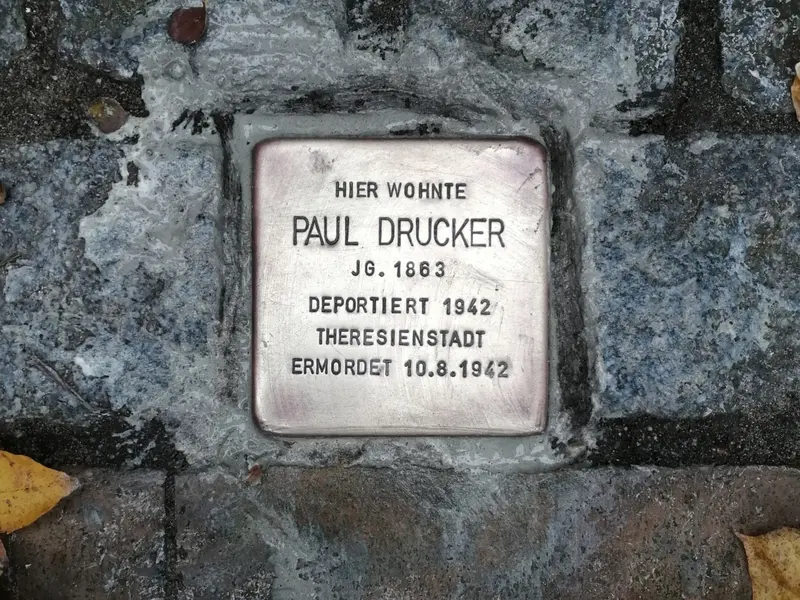 HIER WOHNTE
PAUL DRUCKER
JG. 1863
DEPORTIERT 1942
THERESIENSTADT
ERMORDET 10.8.1942